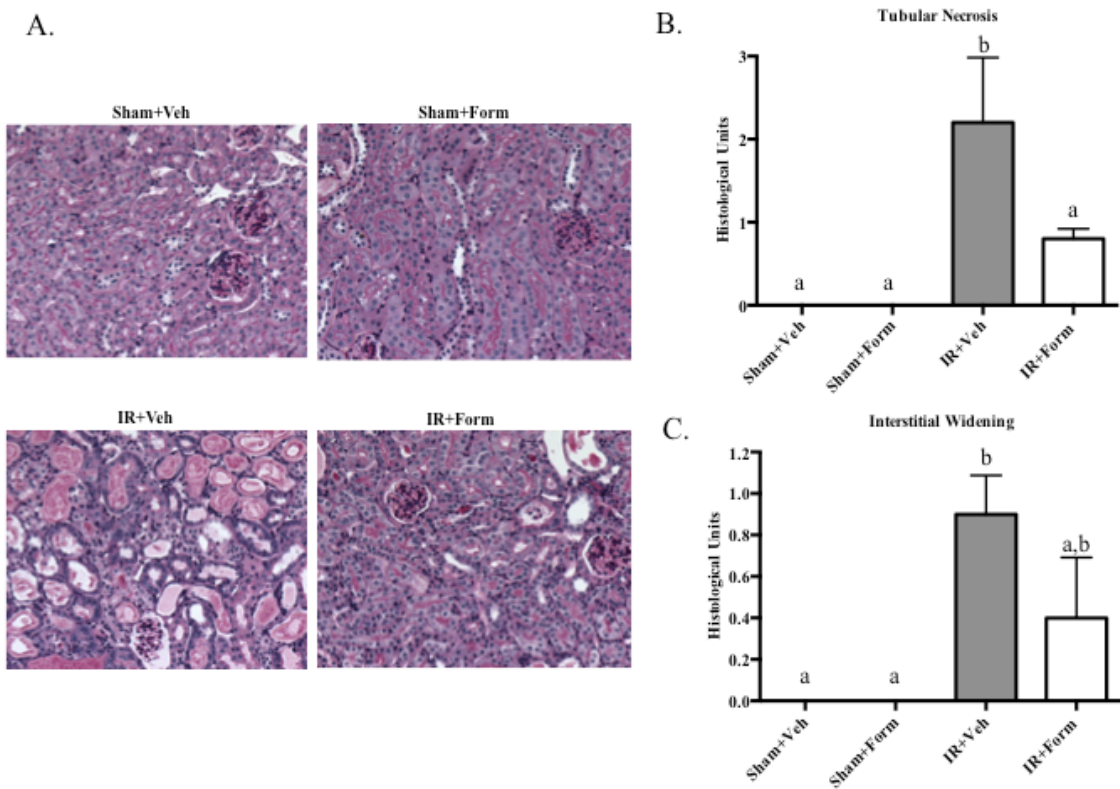 A.
Sham+Veh
Sham+Form
IR+Veh
IR+Form
B.
Tubular Necrosis
Histological Units
3
2
1
0
a
a
b
a
Sham+Veh
Sham+Form
IR+Veh
IR+Form
C.
Interstitial Widening
Histological Units
1.2
1.0
0.8
0.6
0.4
0.2
0.0
a
a
b
a,b
Sham+Veh
Sham+Form
IR+Veh
IR+Form